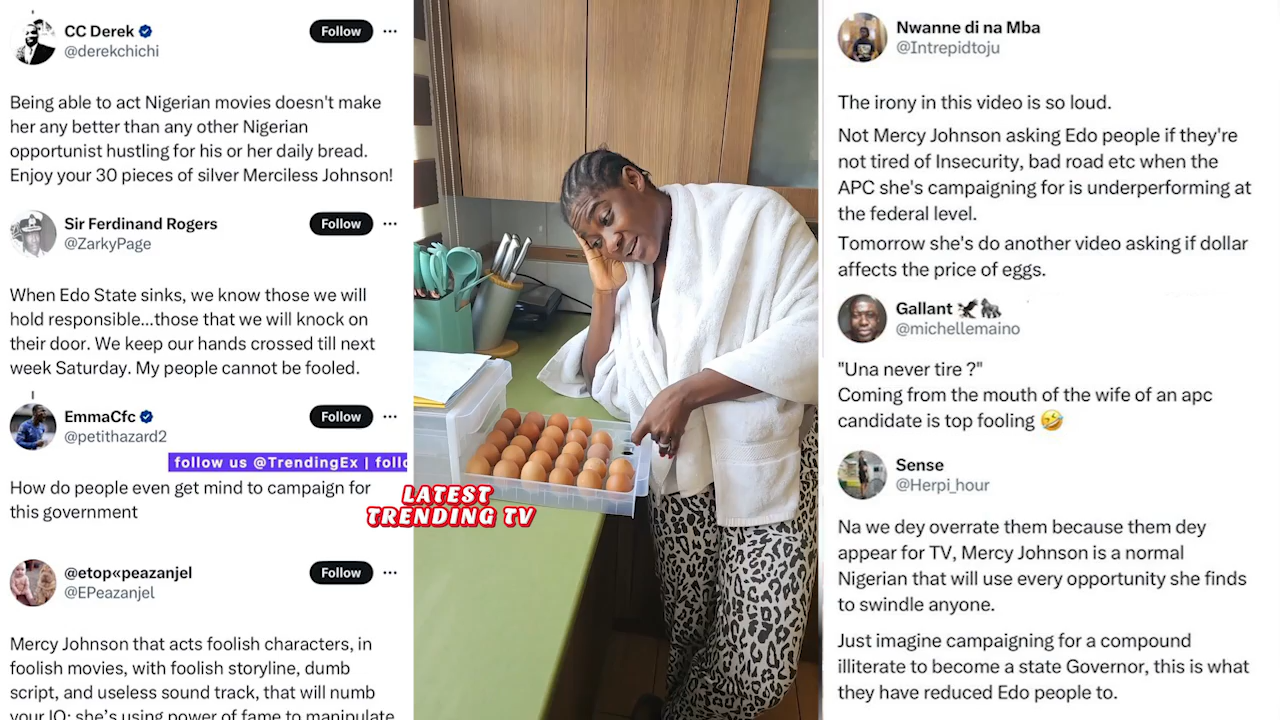 CC Derek
Follow
@derekchichi
Being able to act Nigerian movies doesn't make
her any better than any other Nigerian
opportunist hustling for his or her daily bread.
Enjoy your 30 pieces of silver Merciless Johnson!
Sir Ferdinand Rogers
Follow
@ZarkyPage
When Edo State sinks, we know those we will
hold responsible...those that we will knock on
their door. We keep our hands crossed till next
week Saturday. My people cannot be fooled.
EmmaCfc
Follow
@petithazard2
follow us @TrendingEx | follo
How do people even get mind to campaign for
this government
@etop«peazanjel
Follow
@EPeazanjel
Mercy Johnson that acts foolish characters, in
foolish movies, with foolish storyline, dumb
script, and useless sound track, that will numb
your IQ; she's using power of fame to manipulate
LATEST
TRENDING TV
Nwanne di na Mba
@Intrepidtoju
The irony in this video is so loud.
Not Mercy Johnson asking Edo people if they're
not tired of Insecurity, bad road etc when the
APC she's campaigning for is underperforming at
the federal level.
Tomorrow she's do another video asking if dollar
affects the price of eggs.
Gallant
@michellemaino
"Una never tire ?"
Coming from the mouth of the wife of an apc
candidate is top fooling 🤣
Sense
@Herpi_hour
Na we dey overrate them because them dey
appear for TV, Mercy Johnson is a normal
Nigerian that will use every opportunity she finds
to swindle anyone.
Just imagine campaigning for a compound
illiterate to become a state Governor, this is what
they have reduced Edo people to.